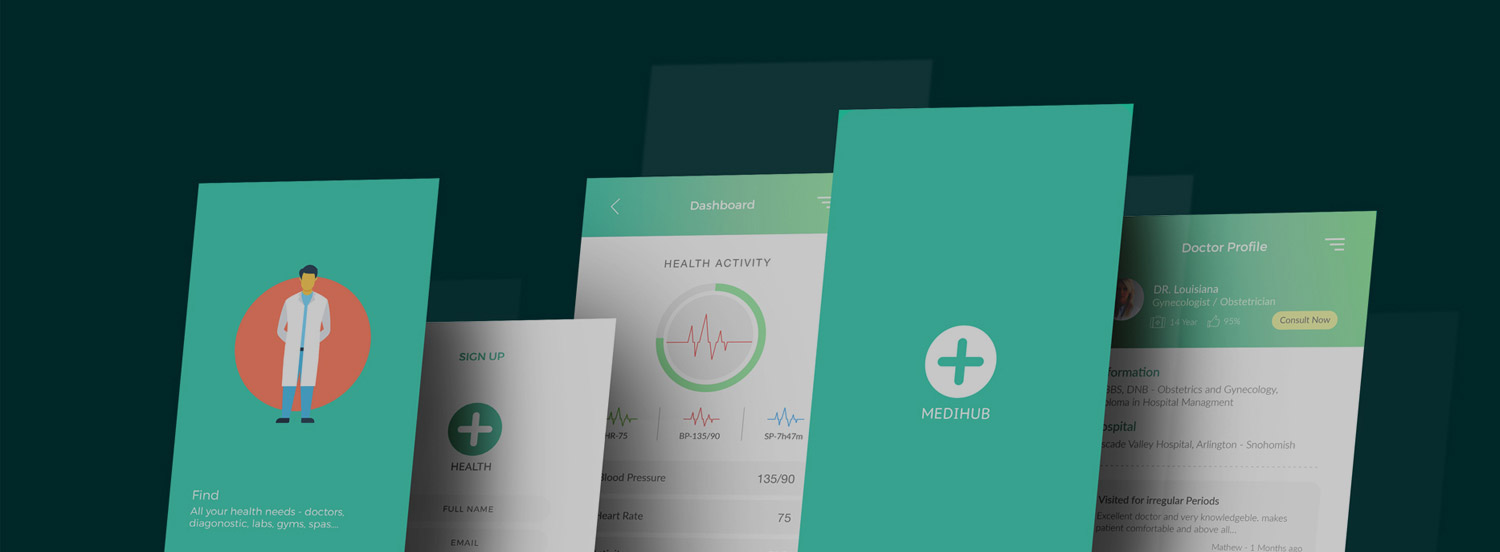 Find
All your health needs - doctors,
diagonostic, labs, gyms, spas...
SIGN UP
HEALTH
FULL NAME
EMAIL
Dashboard
HEALTH ACTIVITY
HR-75
BP-135/90
SP-7h47m
Blood Pressure 135/90
Heart Rate 75
MEDIHUB
Doctor Profile
DR. Louisiana
Gynecologist / Obstetrician
14 Year
95%
Consult Now
formation
BBS, DNB - Obstetrics and Gynecology,
ploma in Hospital Managment
ospital
scade Valley Hospital, Arlington - Snohomish
Visited for irregular Periods
Excellent doctor and very knowledgeble, makes
patient comfortable and above all...
Mathew - 1 Months ago